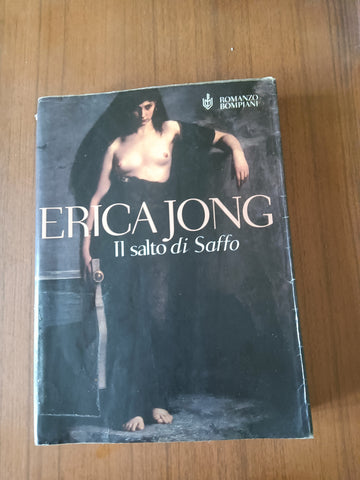 ROMANZO
BOMPIANI
ERICA JONG
Il salto di Saffo